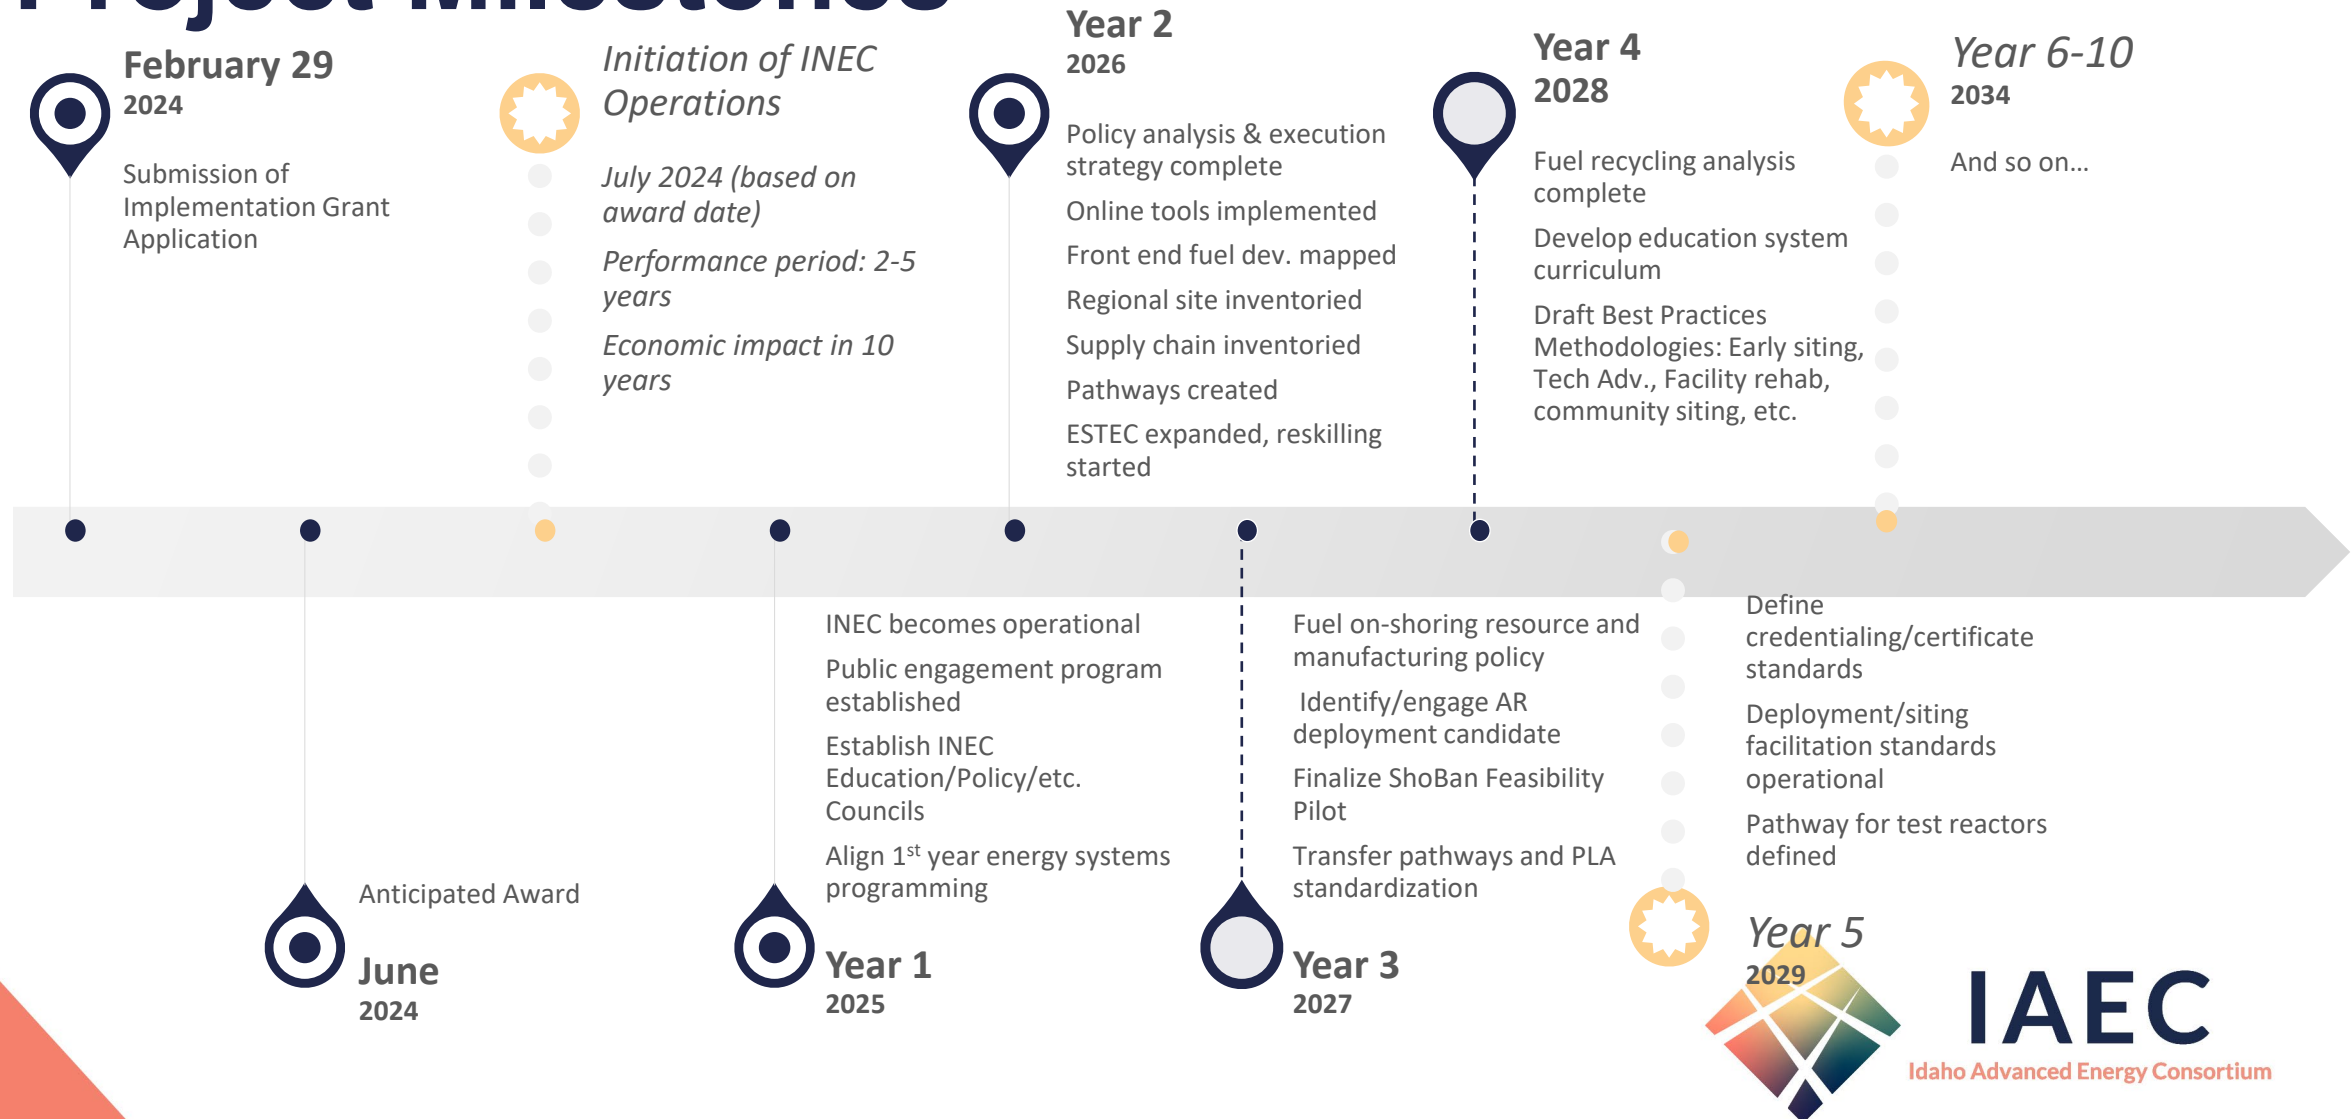 Project Milestones
February 29
2024
Submission of
Implementation Grant
Application
Initiation of INEC
Operations
July 2024 (based on
award date)
Performance period: 2-5
years
Economic impact in 10
years
Year 2
2026
Policy analysis & execution
strategy complete
Online tools implemented
Front end fuel dev. mapped
Regional site inventoried
Supply chain inventoried
Pathways created
ESTEC expanded, reskilling
started
Year 4
2028
Fuel recycling analysis
complete
Develop education system
curriculum
Draft Best Practices
Methodologies: Early siting,
Tech Adv., Facility rehab,
community siting, etc.
Year 6-10
2034
And so on…
Anticipated Award
June
2024
INEC becomes operational
Public engagement program
established
Establish INEC
Education/Policy/etc.
Councils
Align 1st year energy systems
programming
Year 1
2025
Fuel on-shoring resource and
manufacturing policy
Identify/engage AR
deployment candidate
Finalize ShoBan Feasibility
Pilot
Transfer pathways and PLA
standardization
Year 3
2027
Define
credentialing/certificate
standards
Deployment/siting
facilitation standards
operational
Pathway for test reactors
defined
Year 5
2029
IAEC
Idaho Advanced Energy Consortium